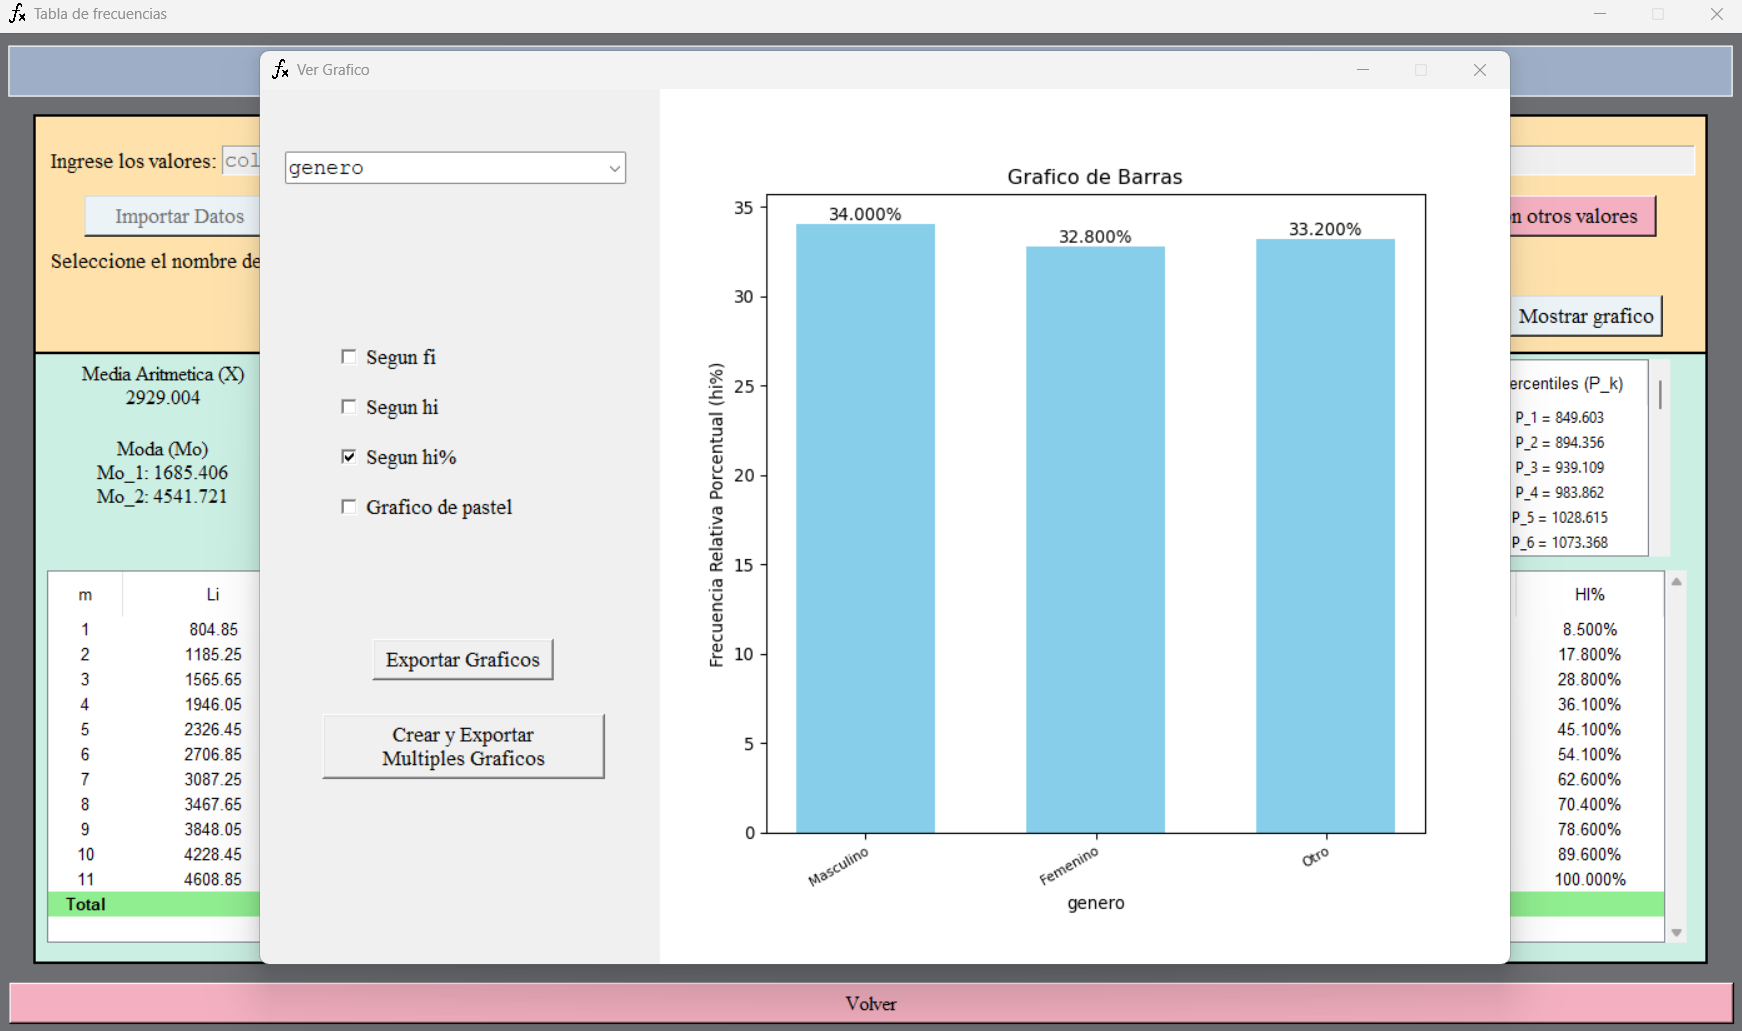 Tabla de frecuencias
Ver Grafico
Ingrese los valores: col
Importar Datos
Seleccione el nombre de
n otros valores
Mostrar grafico
genero
Segun fi
Segun hi
Segun hi%
Grafico de pastel
Exportar Graficos
Crear y Exportar
Multiples Graficos
Grafico de Barras
Frecuencia Relativa Porcentual (hi%)
35
30
25
20
15
10
5
0
34.000%
32.800%
33.200%
Masculino
Femenino
Otro
genero
Media Aritmetica (X)
2929.004
Moda (Mo)
Mo_1: 1685.406
Mo_2: 4541.721
ercentiles (P_k)
P_1 = 849.603
P_2 = 894.356
P_3 = 939.109
P_4 = 983.862
P_5 = 1028.615
P_6 = 1073.368
m Li HI%
1 804.85 8.500%
2 1185.25 17.800%
3 1565.65 28.800%
4 1946.05 36.100%
5 2326.45 45.100%
6 2706.85 54.100%
7 3087.25 62.600%
8 3467.65 70.400%
9 3848.05 78.600%
10 4228.45 89.600%
11 4608.85 100.000%
Total
Volver